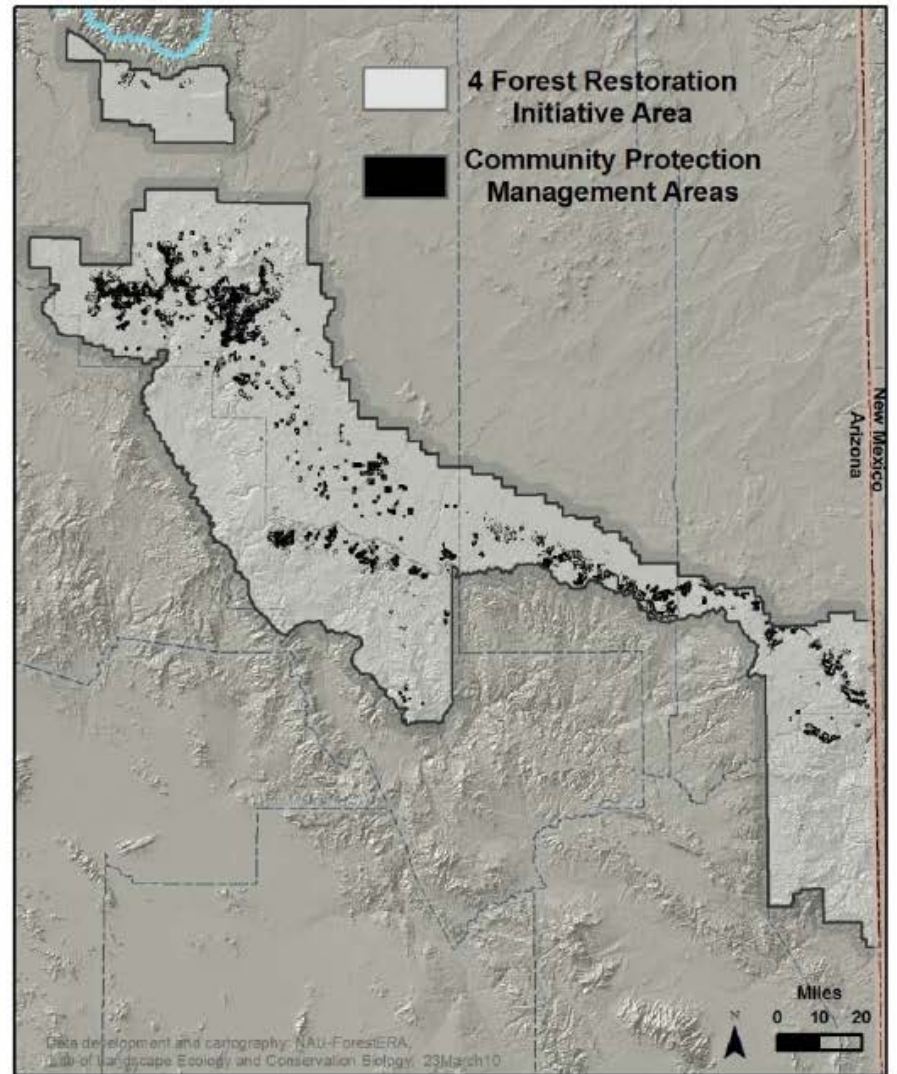 4 Forest Restoration
Initiative Area
Community Protection
Management Areas
New Mexico
Arizona
Miles
N
0 10 20
Data development and cartography: NAU-ForestERA,
Lab of Landscape Ecology and Conservation Biology, 23March10